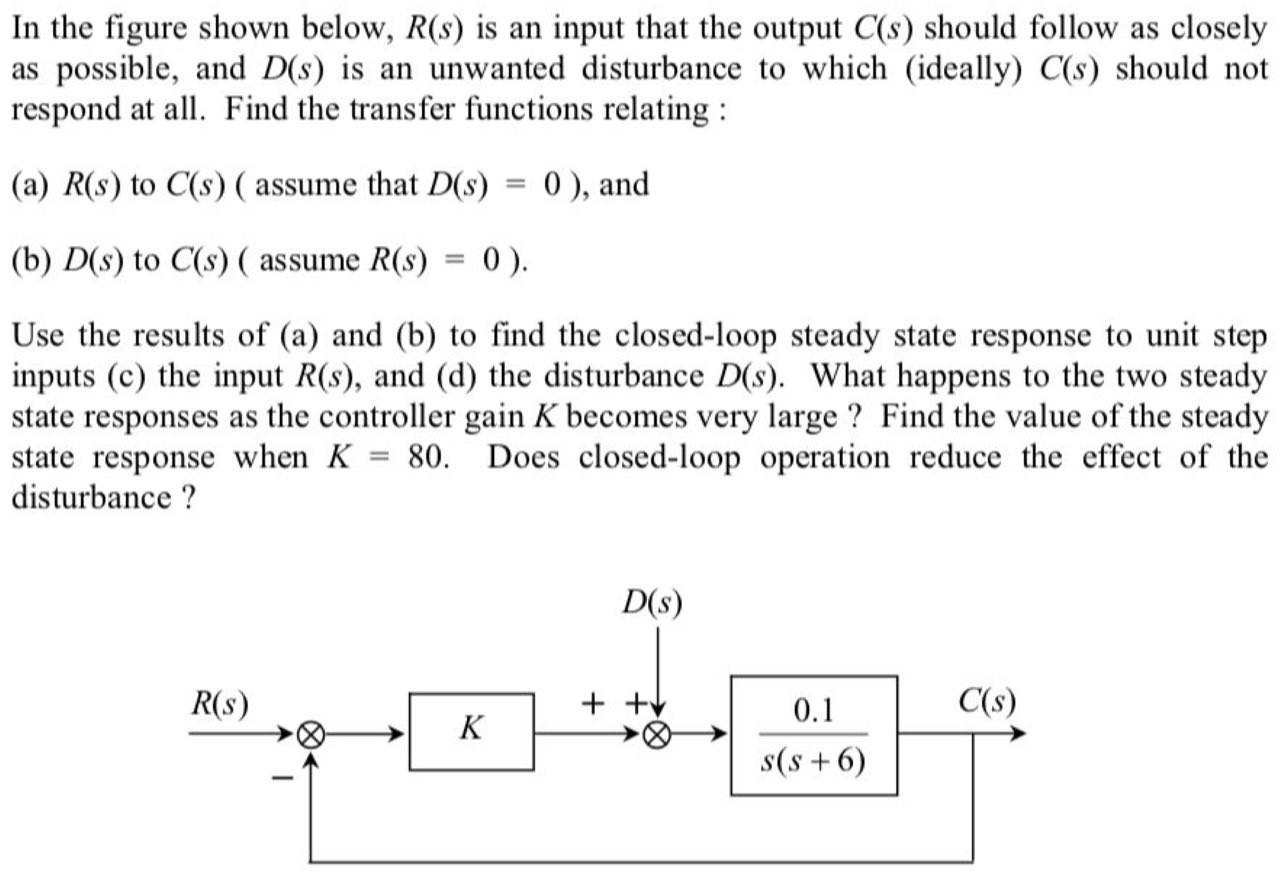 In the figure shown below, R(s) is an input that the output C(s) should follow as closely
as possible, and D(s) is an unwanted disturbance to which (ideally) C(s) should not
respond at all. Find the transfer functions relating :
(a) R(s) to C(s) ( assume that D(s) = 0 ), and
(b) D(s) to C(s) ( assume R(s) = 0 ).
Use the results of (a) and (b) to find the closed-loop steady state response to unit step
inputs (c) the input R(s), and (d) the disturbance D(s). What happens to the two steady
state responses as the controller gain K becomes very large ? Find the value of the steady
state response when K = 80. Does closed-loop operation reduce the effect of the
disturbance ?
D(s)
R(s)
K
+ +
0.1
s(s + 6)
C(s)
−